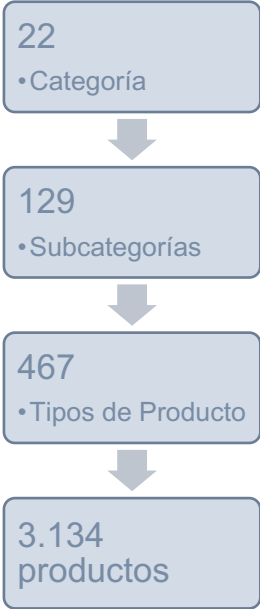 22
•Categoría
129
•Subcategorías
467
•Tipos de Producto
3.134
productos